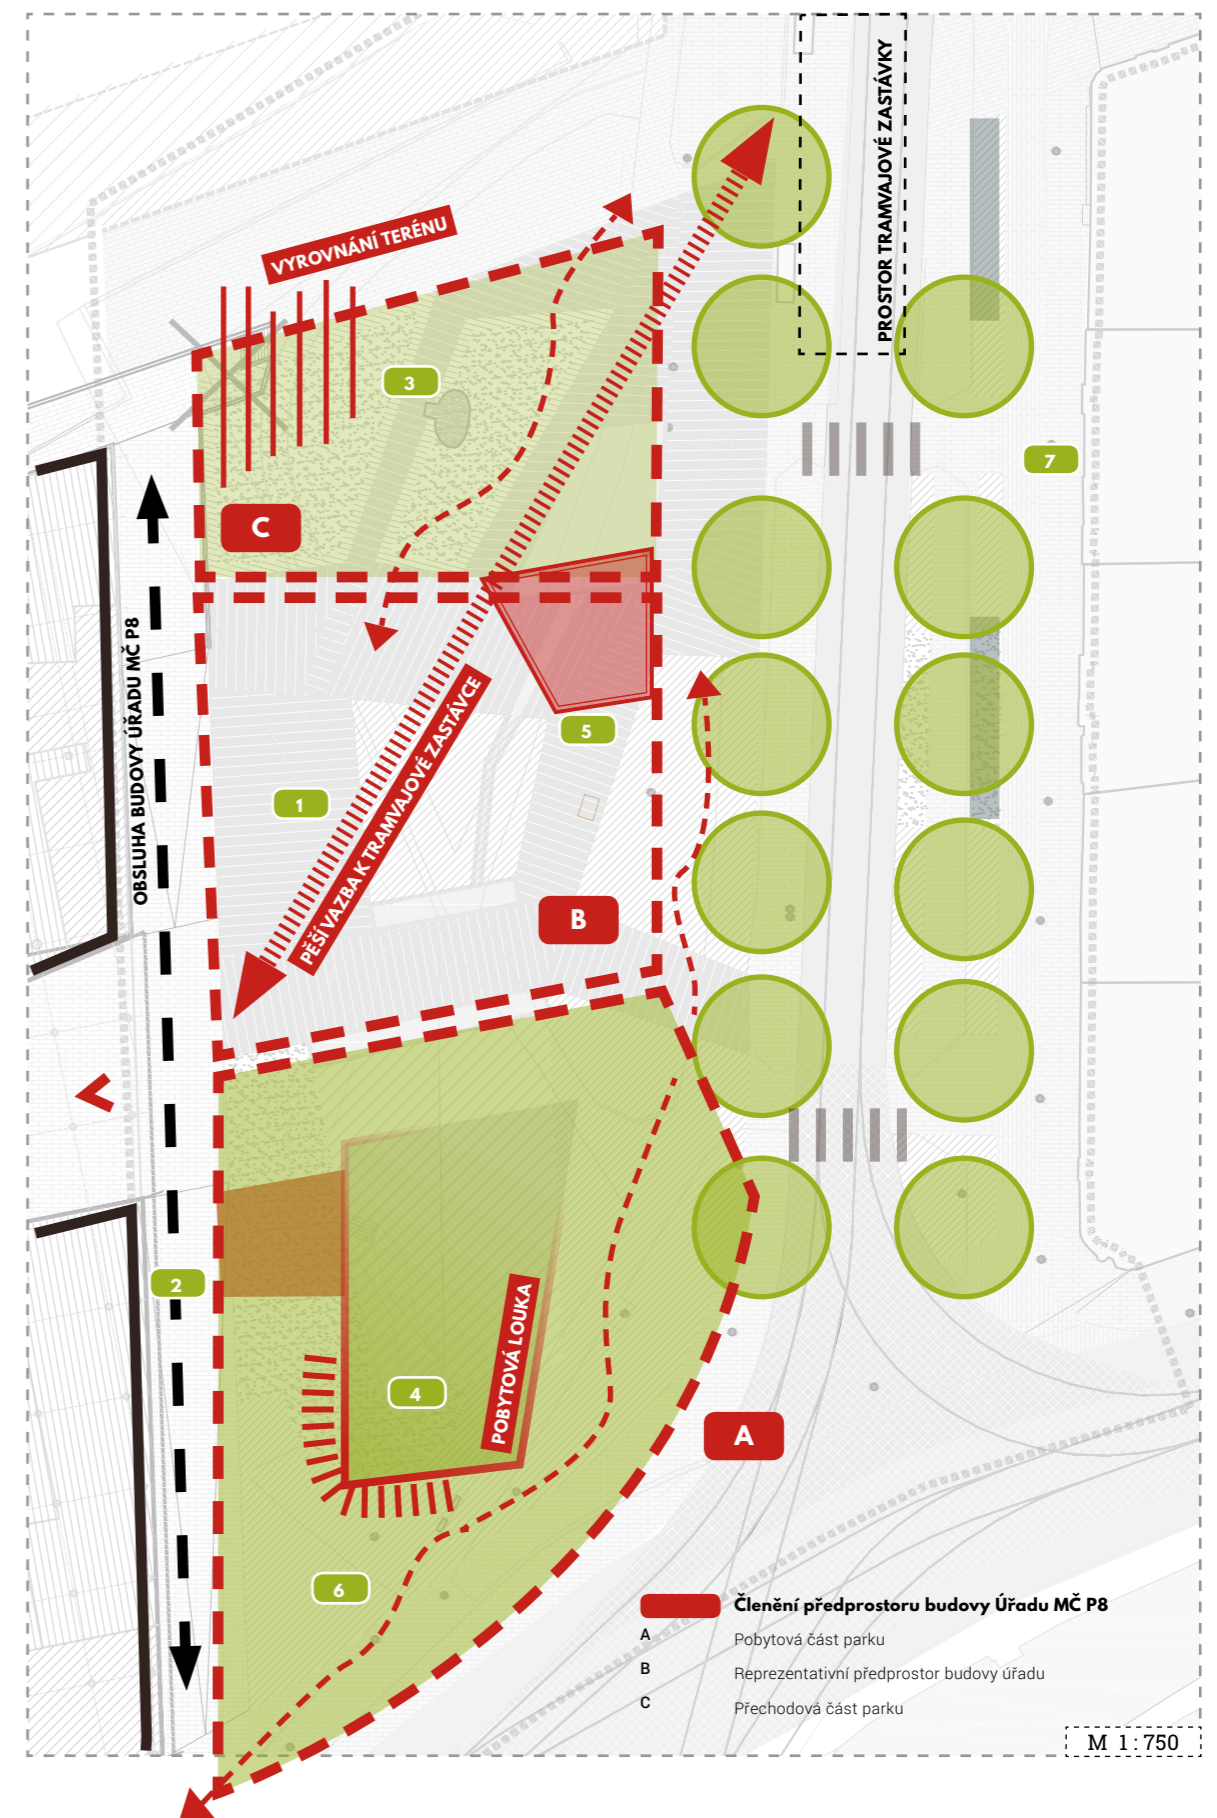 PROSTOR TRAMVAJOVÉ ZASTÁVKY
VYROVNÁNÍ TERÉNU
3
7
C
OBSLUHA BUDOVY ÚŘADU MČ P8
PĚŠÍ VAZBA K TRAMVAJOVÉ ZASTÁVCE
5
1
B
2
POBYTOVÁ LOUKA
4
A
6
Členění předprostoru budovy Úřadu MČ P8
A Pobytová část parku
B Reprezentativní předprostor budovy úřadu
C Přechodová část parku
M 1:750